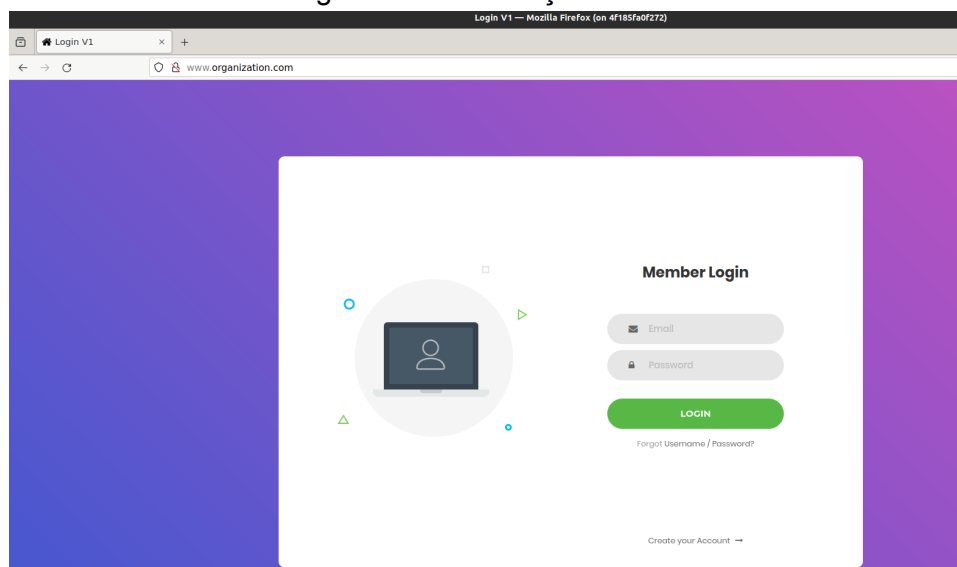 Login V1 — Mozilla Firefox (on 4f185fa0f272)
Login V1
www.organization.com
Member Login
Email
Password
LOGIN
Forgot Username / Password?
Create your Account →